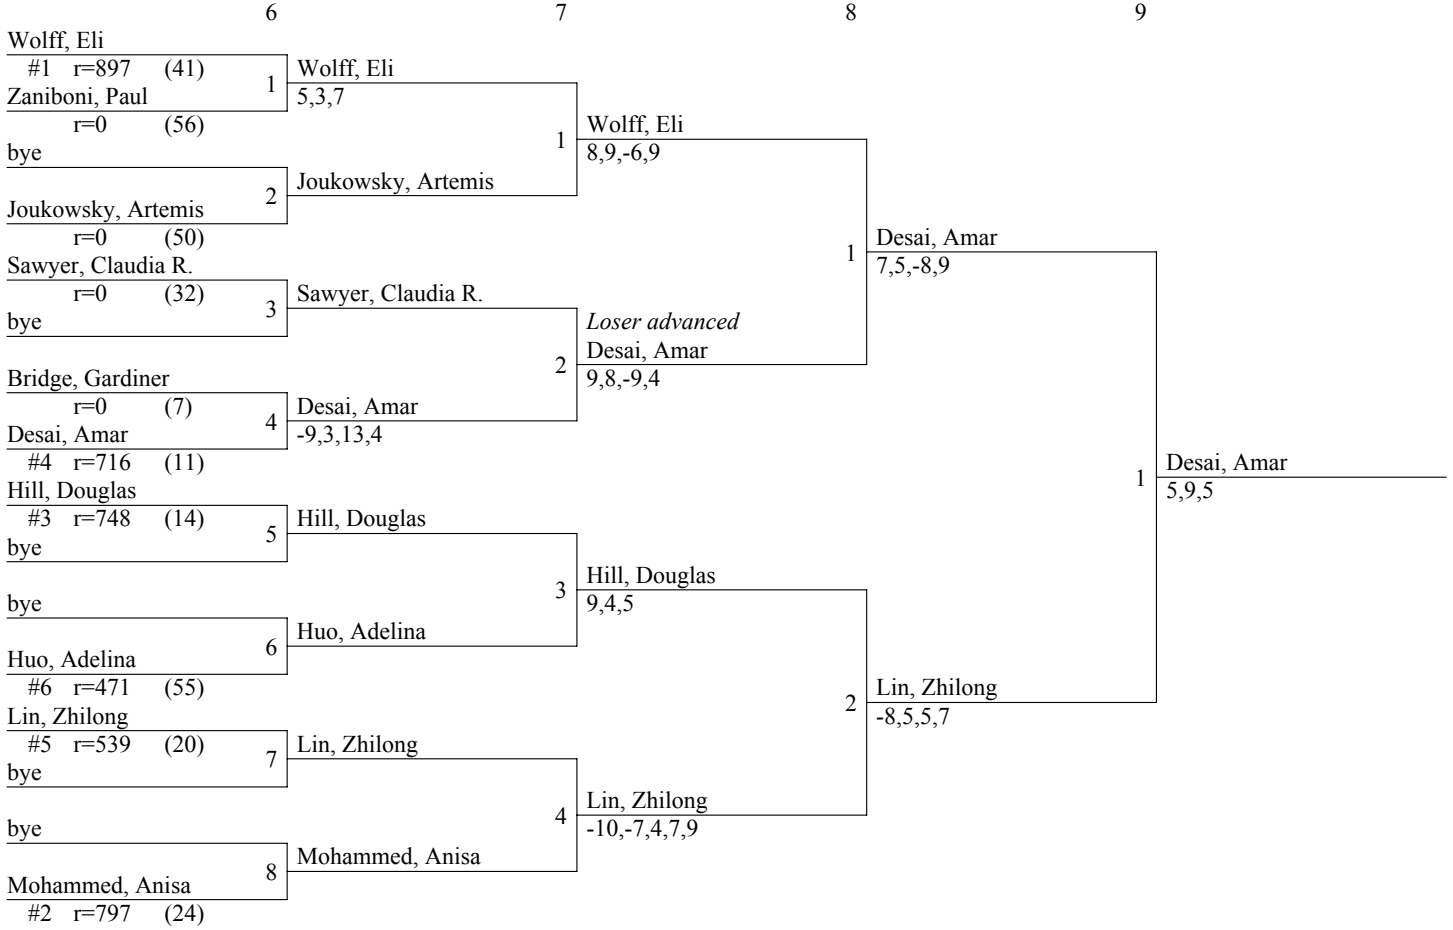 6 7 8 9
Wolff, Eli
#1 r=897 (41)
1
Wolff, Eli
5,3,7
Zaniboni, Paul
r=0 (56)
1
Wolff, Eli
8,9,-6,9
bye
2
Joukowsky, Artemis
Joukowsky, Artemis
r=0 (50)
1
Desai, Amar
7,5,-8,9
Sawyer, Claudia R.
r=0 (32)
3
Sawyer, Claudia R.
bye
Loser advanced
2
Desai, Amar
9,8,-9,4
Bridge, Gardiner
r=0 (7)
4
Desai, Amar
-9,3,13,4
Desai, Amar
#4 r=716 (11)
1
Desai, Amar
5,9,5
Hill, Douglas
#3 r=748 (14)
5
Hill, Douglas
bye
3
Hill, Douglas
9,4,5
bye
6
Huo, Adelina
Huo, Adelina
#6 r=471 (55)
2
Lin, Zhilong
-8,5,5,7
Lin, Zhilong
#5 r=539 (20)
7
Lin, Zhilong
bye
4
Lin, Zhilong
-10,-7,4,7,9
bye
8
Mohammed, Anisa
Mohammed, Anisa
#2 r=797 (24)